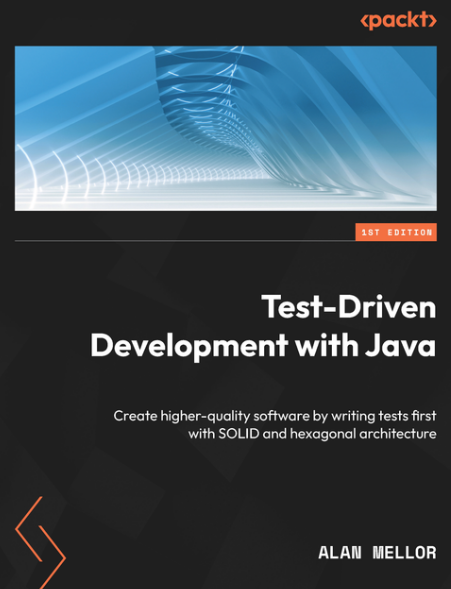 <packt>
1ST EDITION
Test-Driven
Development with Java
Create higher-quality software by writing tests first
with SOLID and hexagonal architecture
ALAN MELLOR